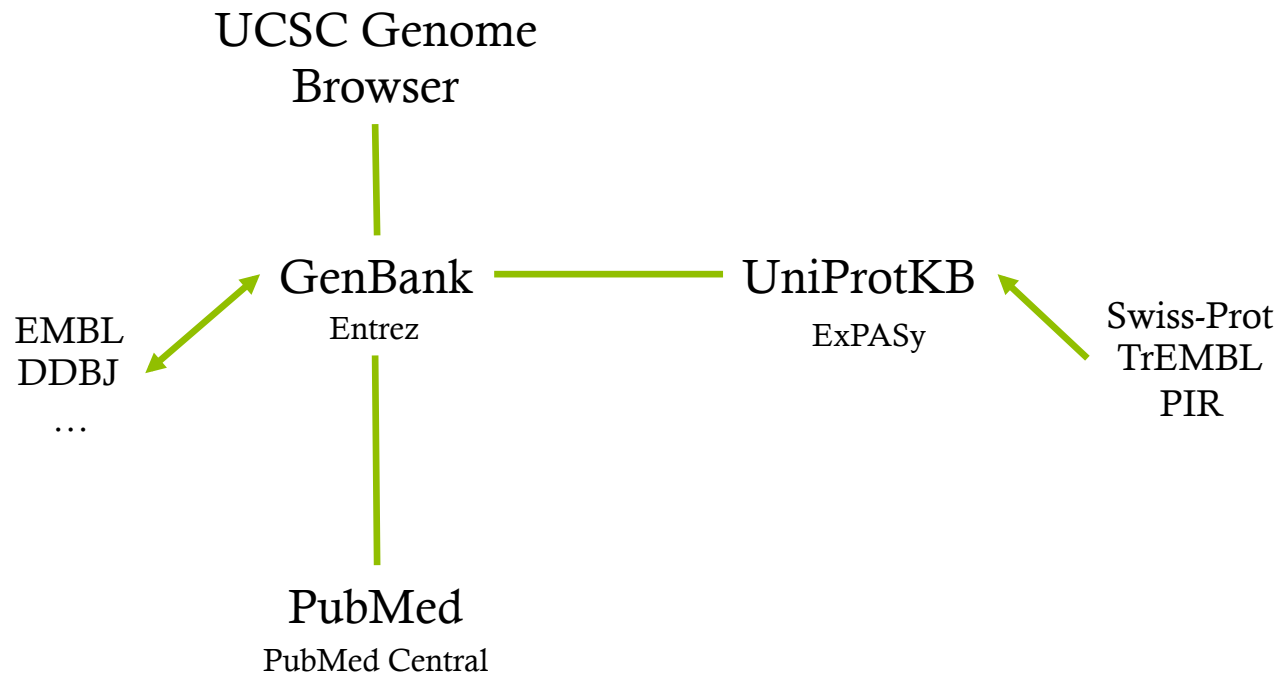 UCSC Genome
Browser
GenBank
Entrez
UniProtKB
ExPASy
EMBL
DDBJ
…
Swiss-Prot
TrEMBL
PIR
PubMed
PubMed Central